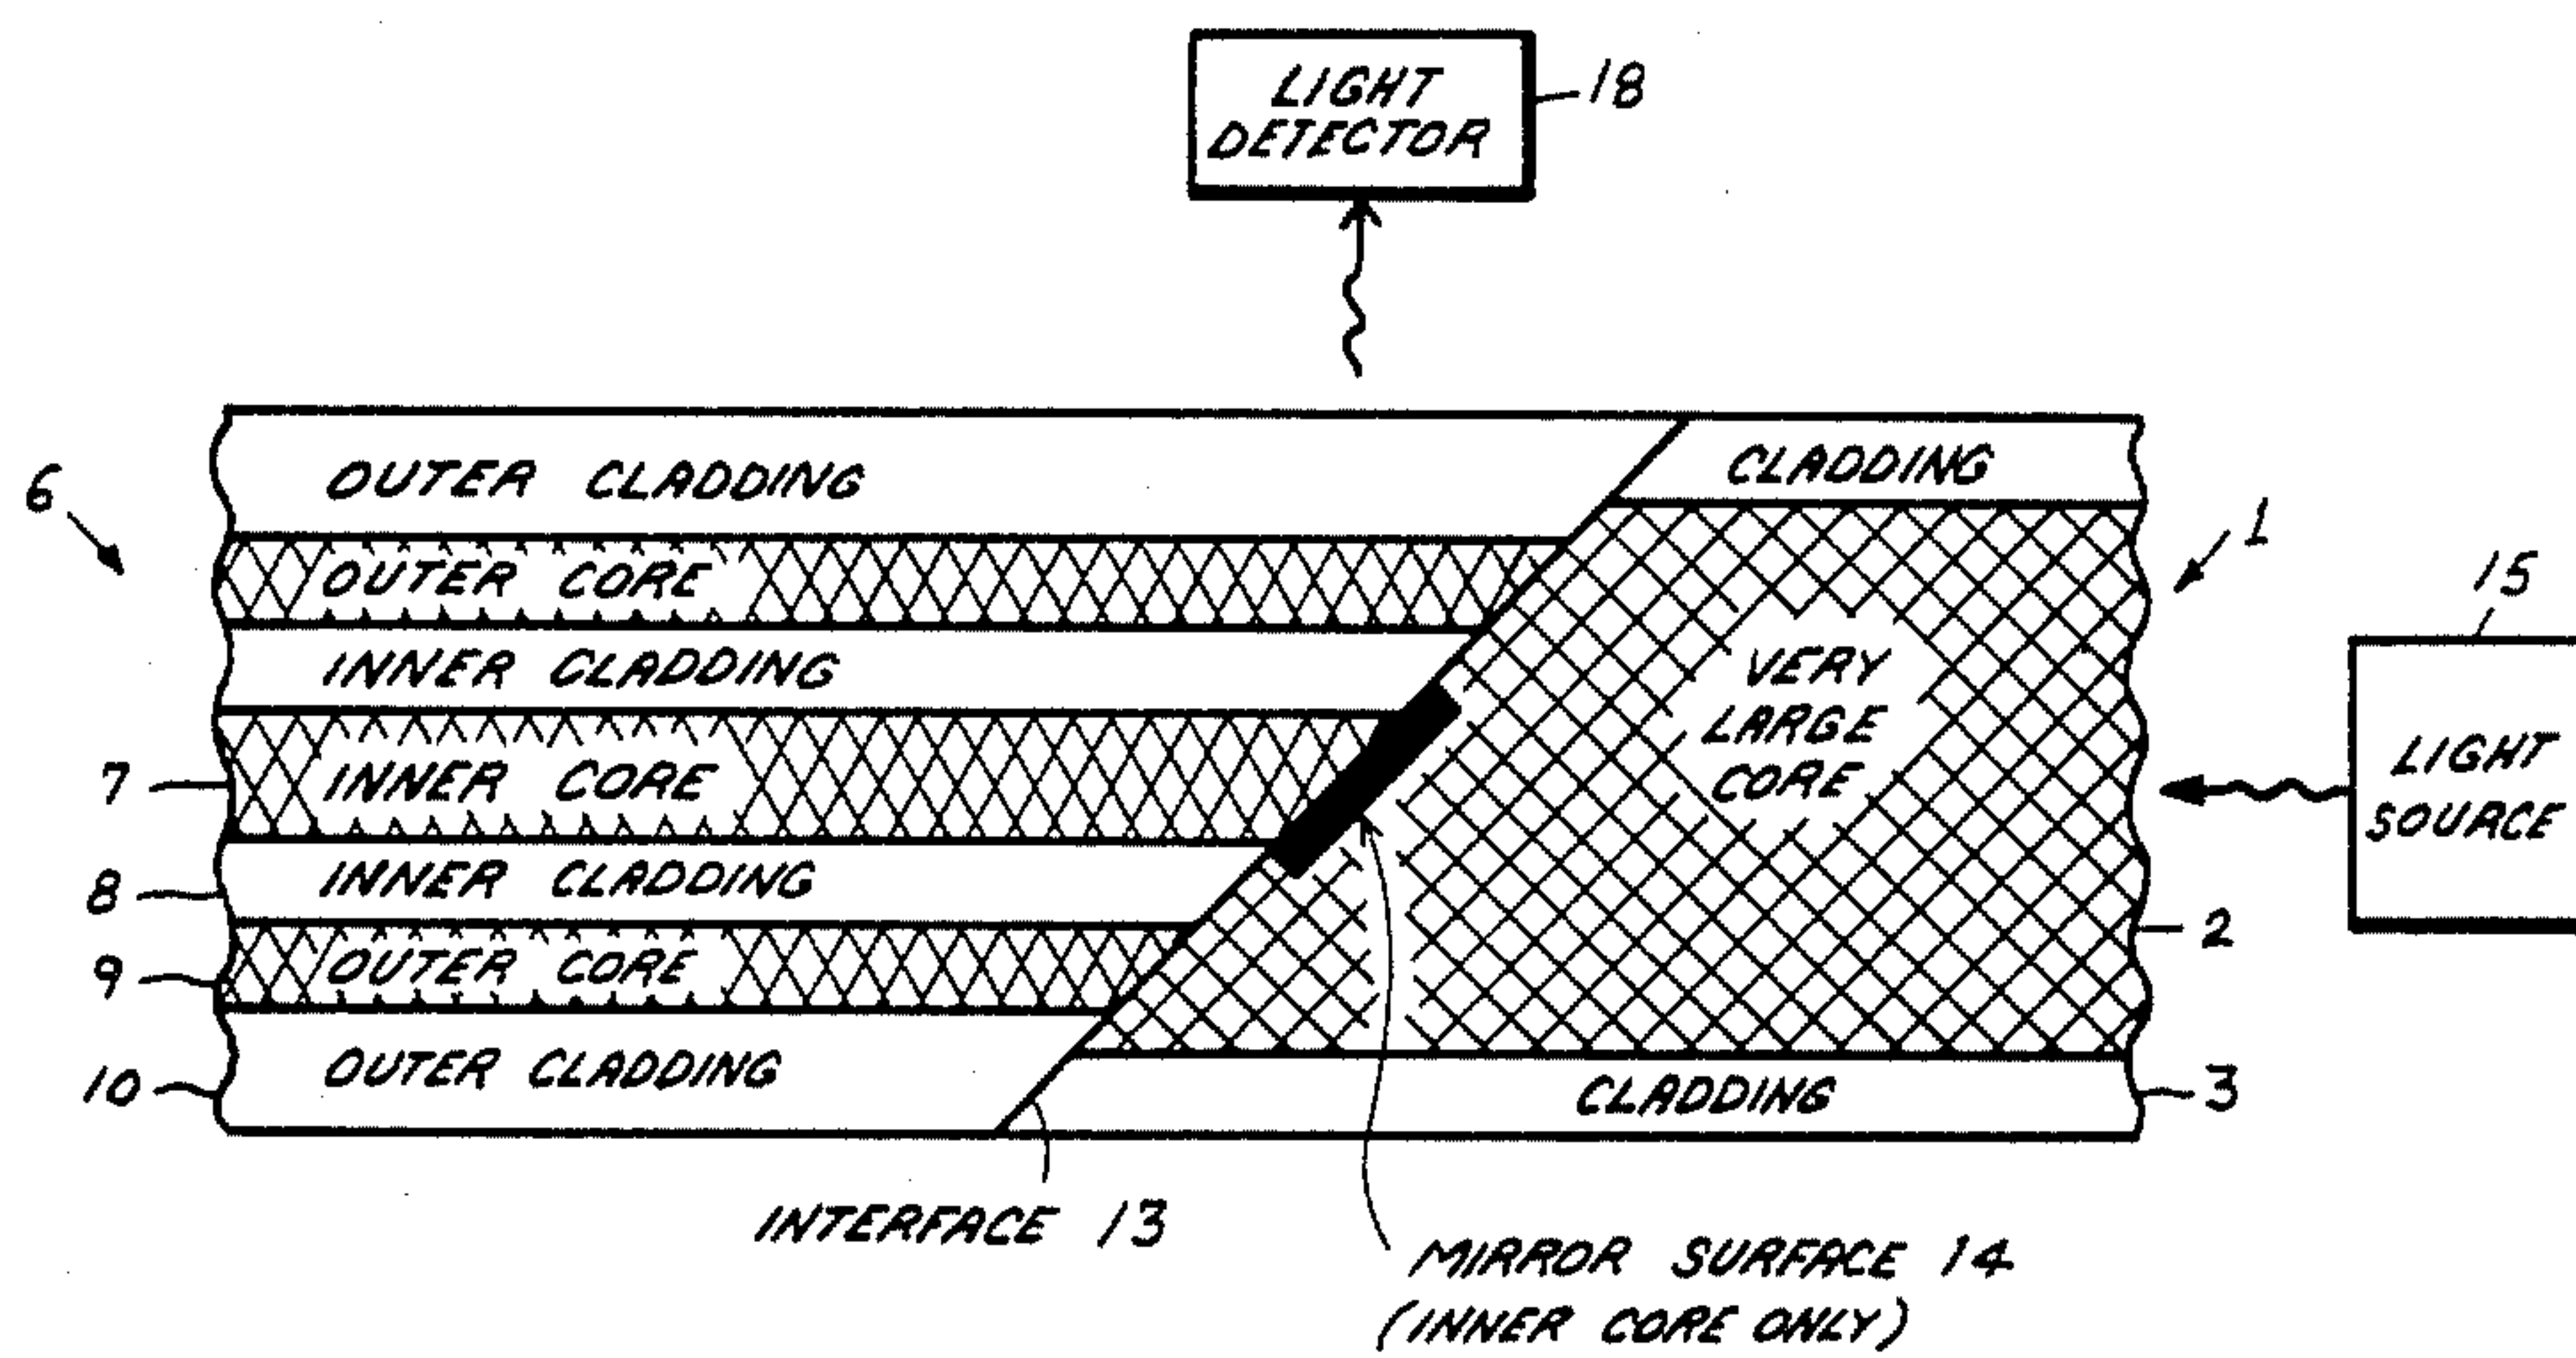 LIGHT
DETECTOR
18
OUTER CLADDING
CLADDING
6
1
OUTER CORE
15
INNER CLADDING
VERY
LARGE
CORE
LIGHT
SOURCE
7
INNER CORE
8
INNER CLADDING
2
9
OUTER CORE
10
OUTER CLADDING
CLADDING
3
INTERFACE 13
MIRROR SURFACE 14
(INNER CORE ONLY)